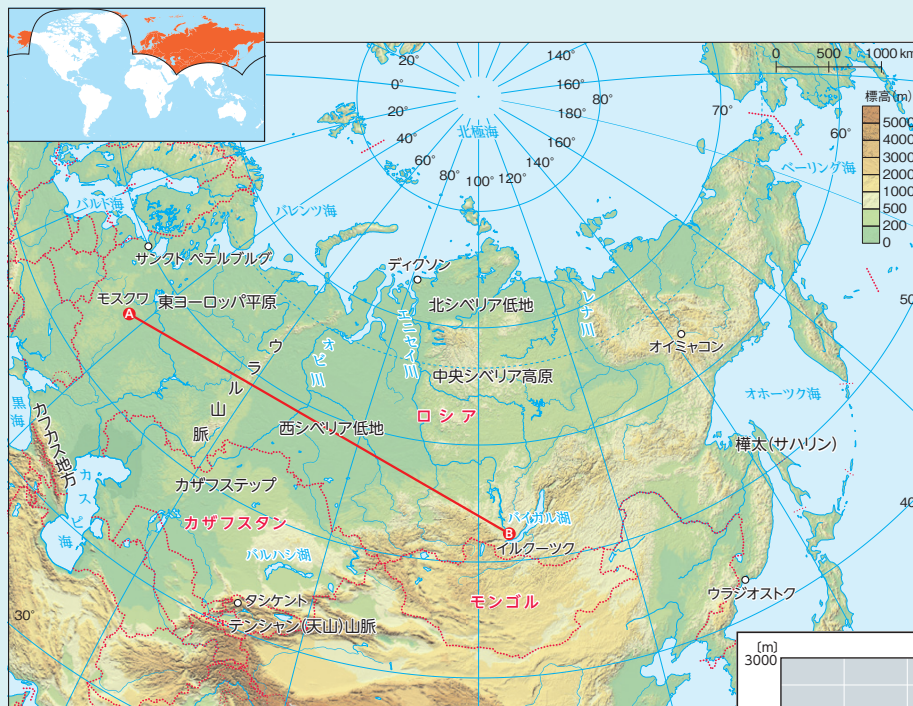 0 500 1000 km
標高(m)
5000
4000
3000
2000
1000
500
200
0
20°
0°
20°
40°
60°
80°
100°
120°
140°
160°
180°
160°
140°
80°
70°
60°
50
40
30°
北極海
ベーリング海
バルト海
バレンツ海
サンクト ペテルブルグ
ディクソン
モスクワ
A
東ヨーロッパ平原
北シベリア低地
レナ川
エニセイ川
オビ川
ウラル山脈
オイミャコン
中央シベリア高原
オホーツク海
黒海
カフカス地方
ロシア
西シベリア低地
樺太(サハリン)
カスピ海
カザフステップ
カザフスタン
バイカル湖
B
イルクーツク
バルハシ湖
モンゴル
ウラジオストク
タシケント
テンシャン(天山)山脈
〔m〕
3000